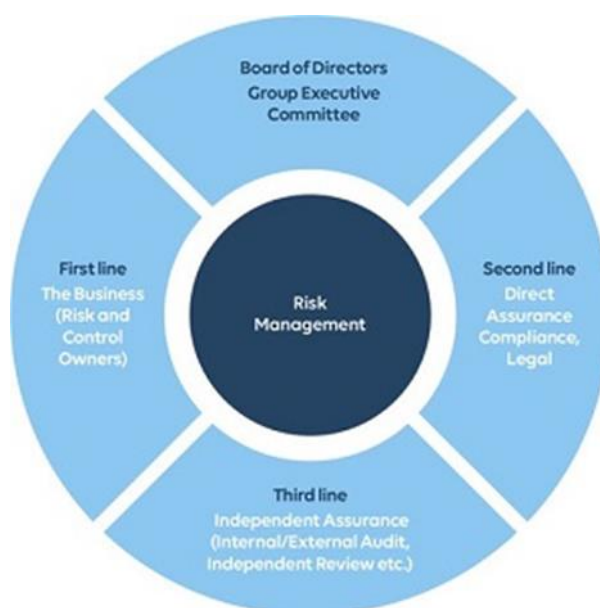 Board of Directors
Group Executive
Committee
First line
The Business
(Risk and
Control
Owners)
Risk
Management
Second line
Direct
Assurance
Compliance,
Legal
Third line
Independent Assurance
(Internal/External Audit,
Independent Review etc.)